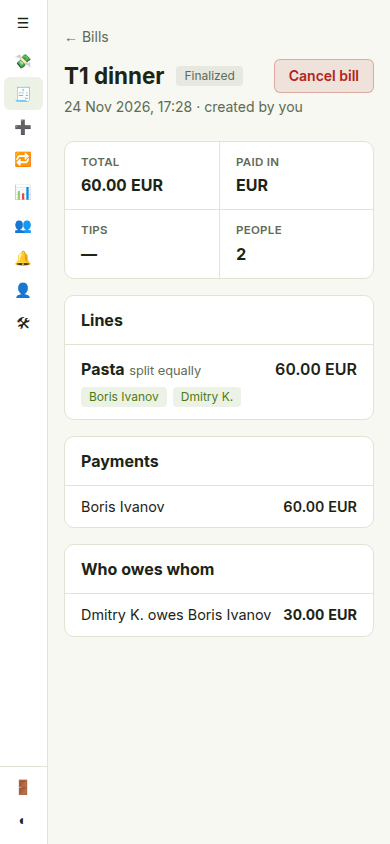 ← Bills
T1 dinner Finalized Cancel bill
24 Nov 2026, 17:28 · created by you
TOTAL PAID IN
60.00 EUR EUR
TIPS PEOPLE
— 2
Lines
Pasta split equally 60.00 EUR
Boris Ivanov Dmitry K.
Payments
Boris Ivanov 60.00 EUR
Who owes whom
Dmitry K. owes Boris Ivanov 30.00 EUR